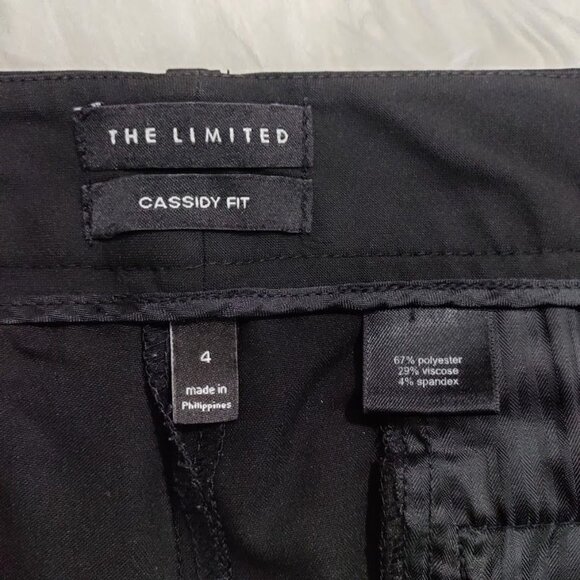 THE LIMITED
CASSIDY FIT
4
made in
Philippines
67% polyester
29% viscose
4% spandex